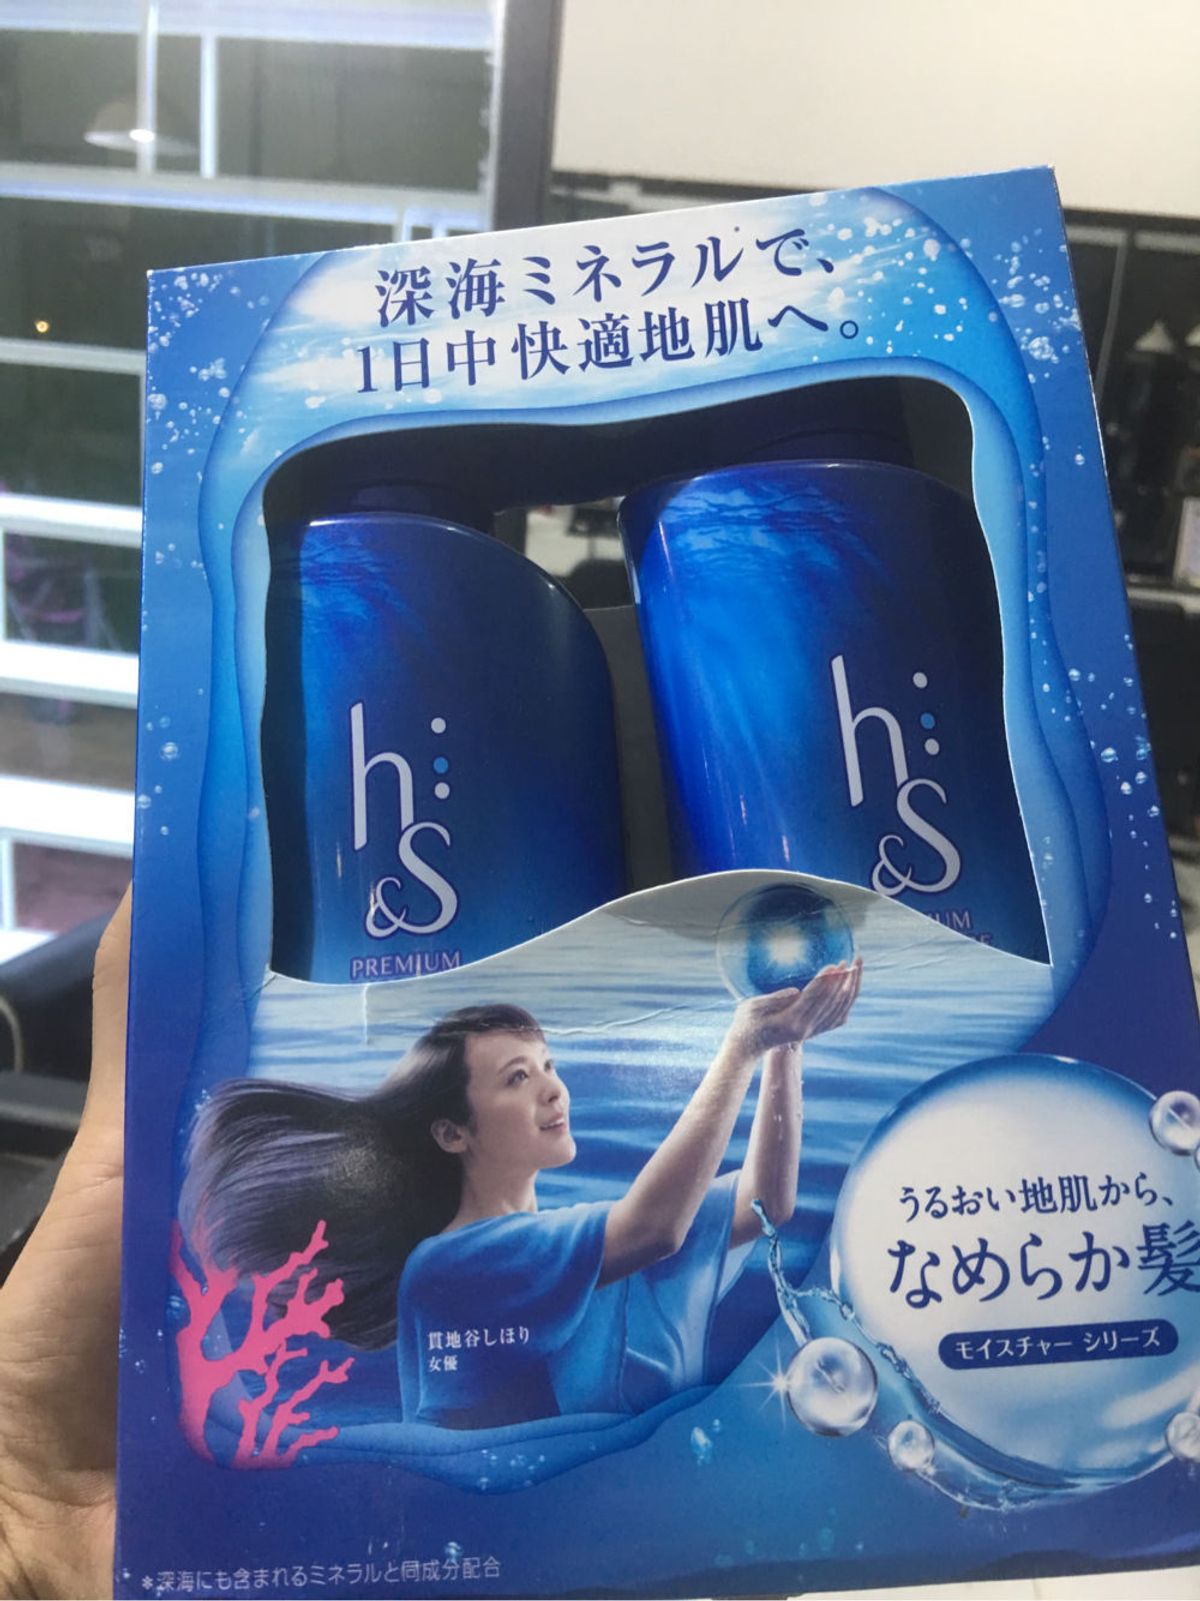 深海ミネラルで、
1日中快適地肌へ。
h
&S
PREMIUM
h
&S
うるおい地肌から、
なめらか髪
モイスチャー シリーズ
貫地谷しほり
女優
*深海にも含まれるミネラルと同成分配合